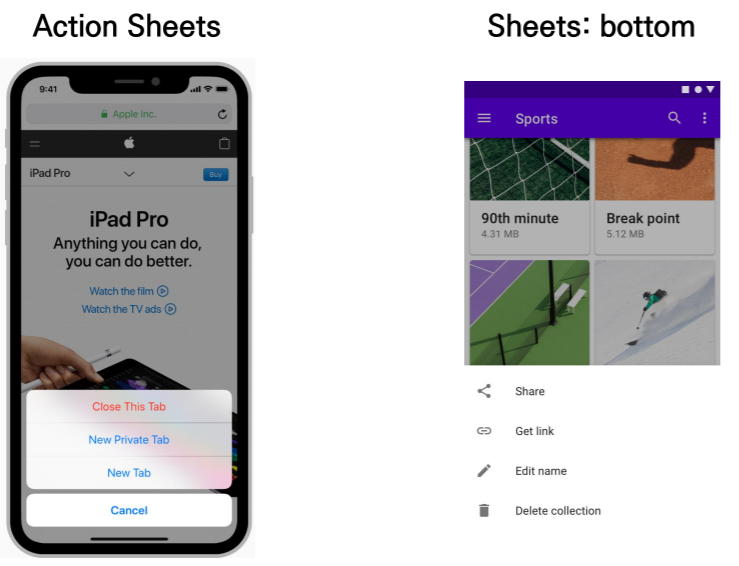 Action Sheets
Sheets: bottom
9:41
Apple Inc.
iPad Pro
Buy
iPad Pro
Anything you can do,
you can do better.
Watch the film
Watch the TV ads
Close This Tab
New Private Tab
New Tab
Cancel
Sports
90th minute
4.31 MB
Break point
5.12 MB
Share
Get link
Edit name
Delete collection